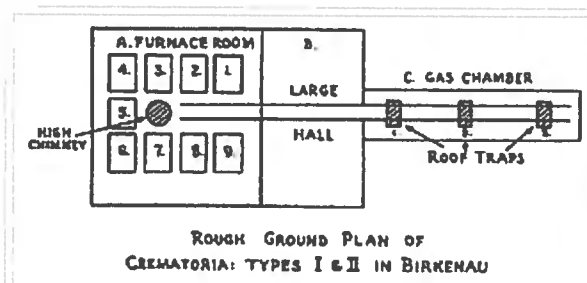 A. FURNACE ROOM
B.
C. GAS CHAMBER
4. 3. 2. 1
5.
6. 7. 8. 9.
LARGE
HALL
HIGH
CHIMNEY
ROOF TRAPS
ROUGH GROUND PLAN OF
CREMATORIA: TYPES I & II IN BIRKENAU